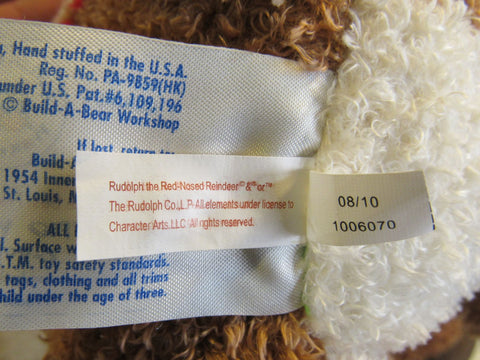 , Hand stuffed in the U.S.A.
Reg. No. PA-9859(HK)
under U.S. Pat.#6,109,196
© Build-A-Bear Workshop
If lost, return
Build-A
1954 Inner
St. Louis, M
ALL
l. Surface w
T.M. toy safety standards.
tags, clothing and all trims
child under the age of three.
Rudolph the Red-Nosed Reindeer© & ® or ™
The Rudolph Co., L.P. All elements under license to
Character Arts, LLC. All rights reserved.
08/10
1006070